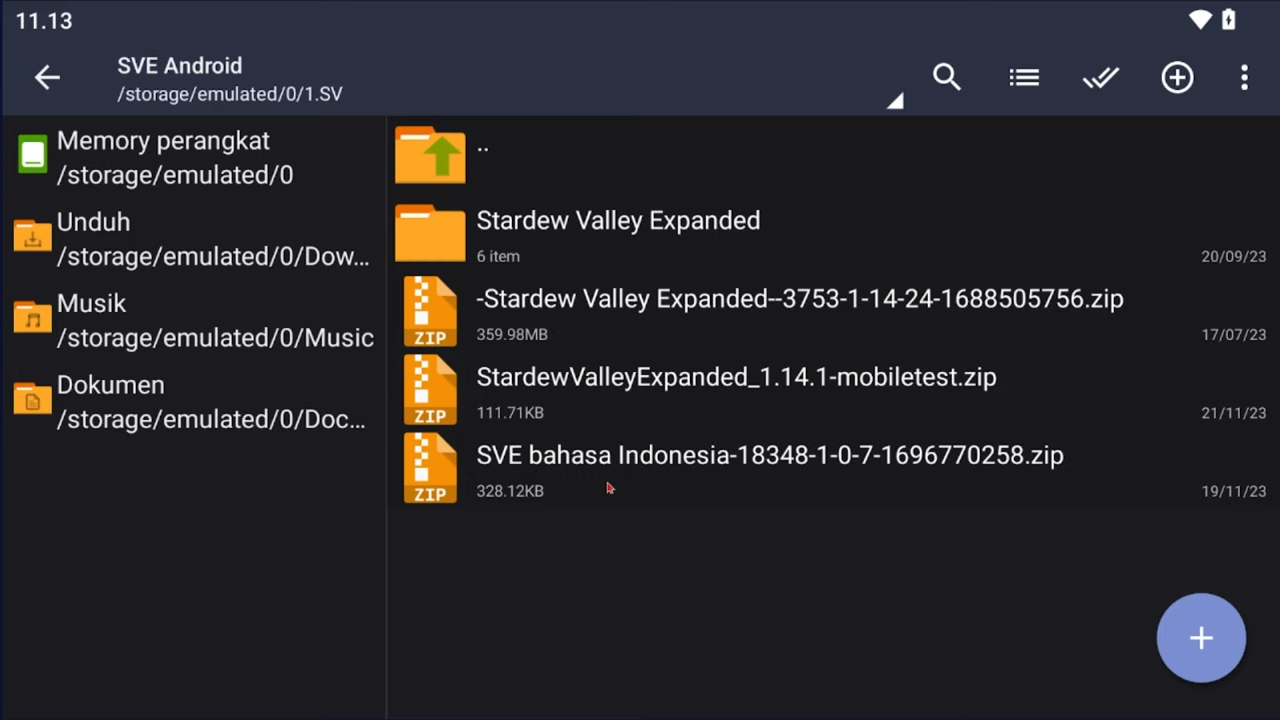 11.13
SVE Android
/storage/emulated/0/1.SV
Memory perangkat
/storage/emulated/0
Unduh
/storage/emulated/0/Dow...
Musik
/storage/emulated/0/Music
Dokumen
/storage/emulated/0/Doc...
..
Stardew Valley Expanded
6 item
20/09/23
-Stardew Valley Expanded--3753-1-14-24-1688505756.zip
ZIP
359.98MB
17/07/23
StardewValleyExpanded_1.14.1-mobiletest.zip
ZIP
111.71KB
21/11/23
SVE bahasa Indonesia-18348-1-0-7-1696770258.zip
ZIP
328.12KB
19/11/23